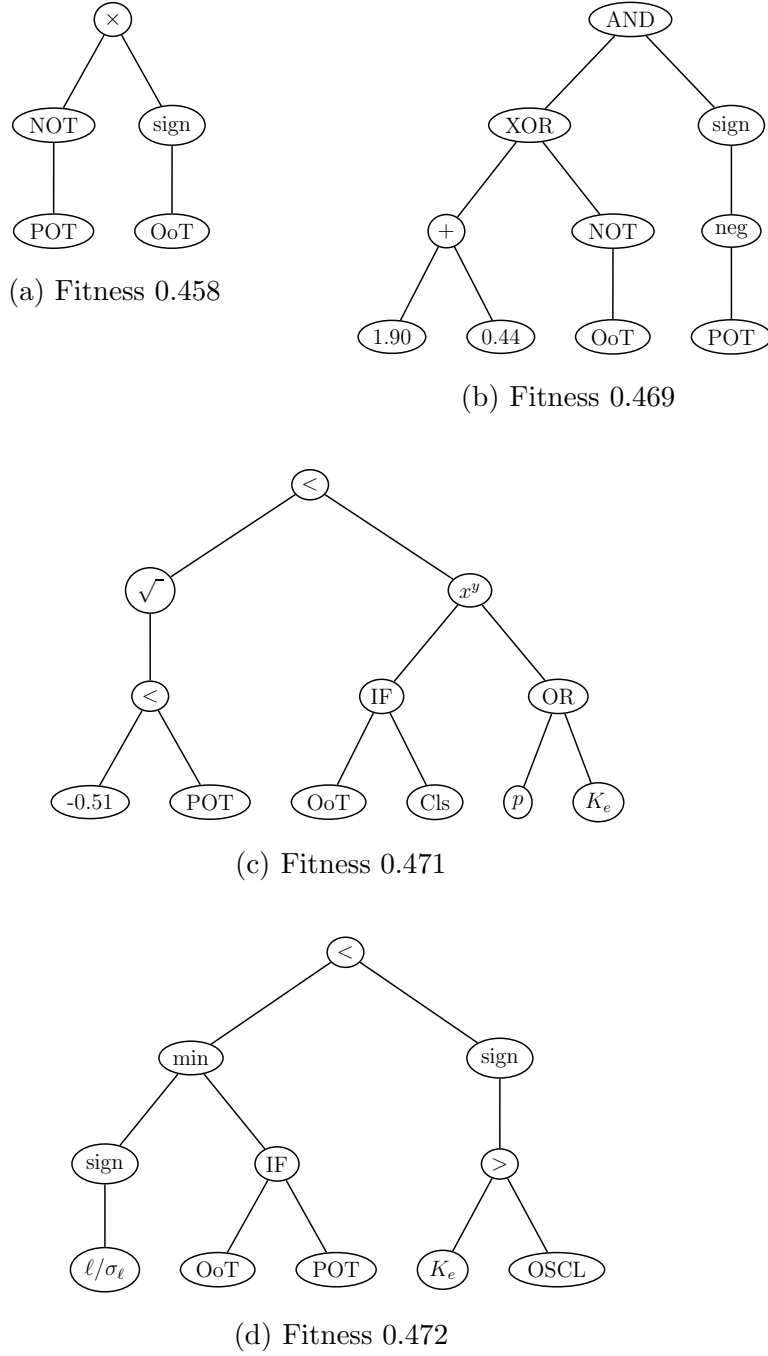 ×
NOT sign
POT OoT
(a) Fitness 0.458
AND
XOR sign
+ NOT neg
1.90 0.44 OoT POT
(b) Fitness 0.469
<
√ x^y
< IF OR
-0.51 POT OoT Cls p K_e
(c) Fitness 0.471
<
min sign
sign IF >
ℓ/σ_ℓ OoT POT K_e OSCL
(d) Fitness 0.472